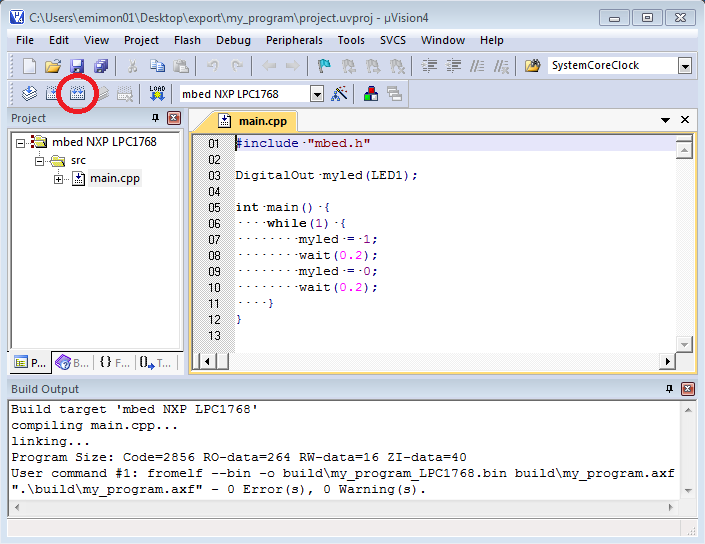 C:\Users\emimon01\Desktop\export\my_program\project.uvproj - µVision4
File Edit View Project Flash Debug Peripherals Tools SVCS Window Help
SystemCoreClock
LOAD
mbed NXP LPC1768
Project
mbed NXP LPC1768
src
main.cpp
main.cpp
01 #include "mbed.h"
02
03 DigitalOut myled(LED1);
04
05 int main() {
06 while(1) {
07 myled = 1;
08 wait(0.2);
09 myled = 0;
10 wait(0.2);
11 }
12 }
13
P... B... {} F... {}, T...
Build Output
Build target 'mbed NXP LPC1768'
compiling main.cpp...
linking...
Program Size: Code=2856 RO-data=264 RW-data=16 ZI-data=40
User command #1: fromelf --bin -o build\my_program_LPC1768.bin build\my_program.axf
".\build\my_program.axf" - 0 Error(s), 0 Warning(s).